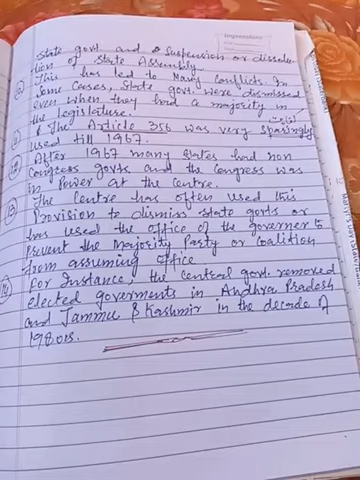 State govt and & Suspension or dissolu-
tion of State Assembly.
This has led to Many Conflicts. In
Some Cases, State govt. were dismissed
even when they had a majority in
the legislature.
& The Article 356 was very Sparingly
used till 1967.
After 1967 many States had non
Congress govts and the Congress was
in Power at the Centre.
The Centre has often used this
Provision to dismiss state govts or
has used the office of the governer to
Prevent the Majority Party or Coalition
from assuming office
For Instance, the central govt. removed
elected goverments in Andhra Pradesh
and Jammu & Kashmir in the decade of
1980s.